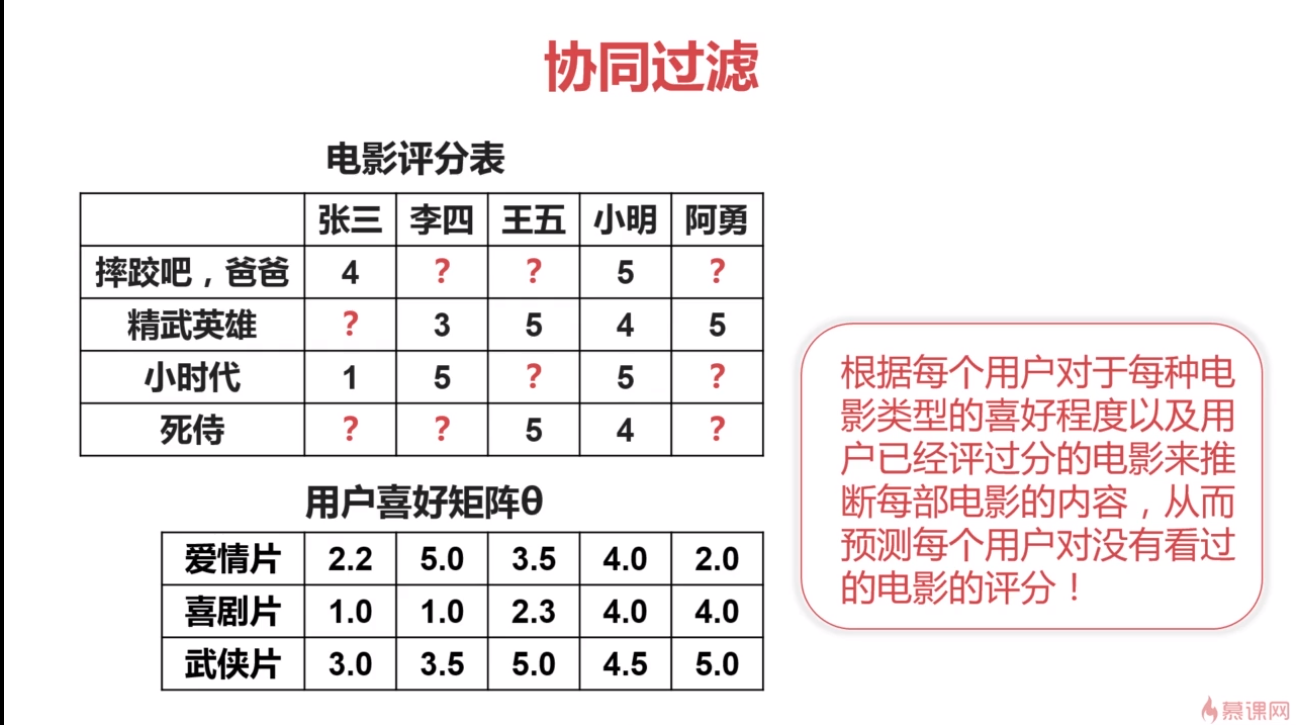 协同过滤
电影评分表
张三 李四 王五 小明 阿勇
摔跤吧，爸爸 4 ? ? 5 ?
精武英雄 ? 3 5 4 5
小时代 1 5 ? 5 ?
死侍 ? ? 5 4 ?
用户喜好矩阵θ
爱情片 2.2 5.0 3.5 4.0 2.0
喜剧片 1.0 1.0 2.3 4.0 4.0
武侠片 3.0 3.5 5.0 4.5 5.0
根据每个用户对于每种电
影类型的喜好程度以及用
户已经评过分的电影来推
断每部电影的内容，从而
预测每个用户对没有看过
的电影的评分！
慕课网